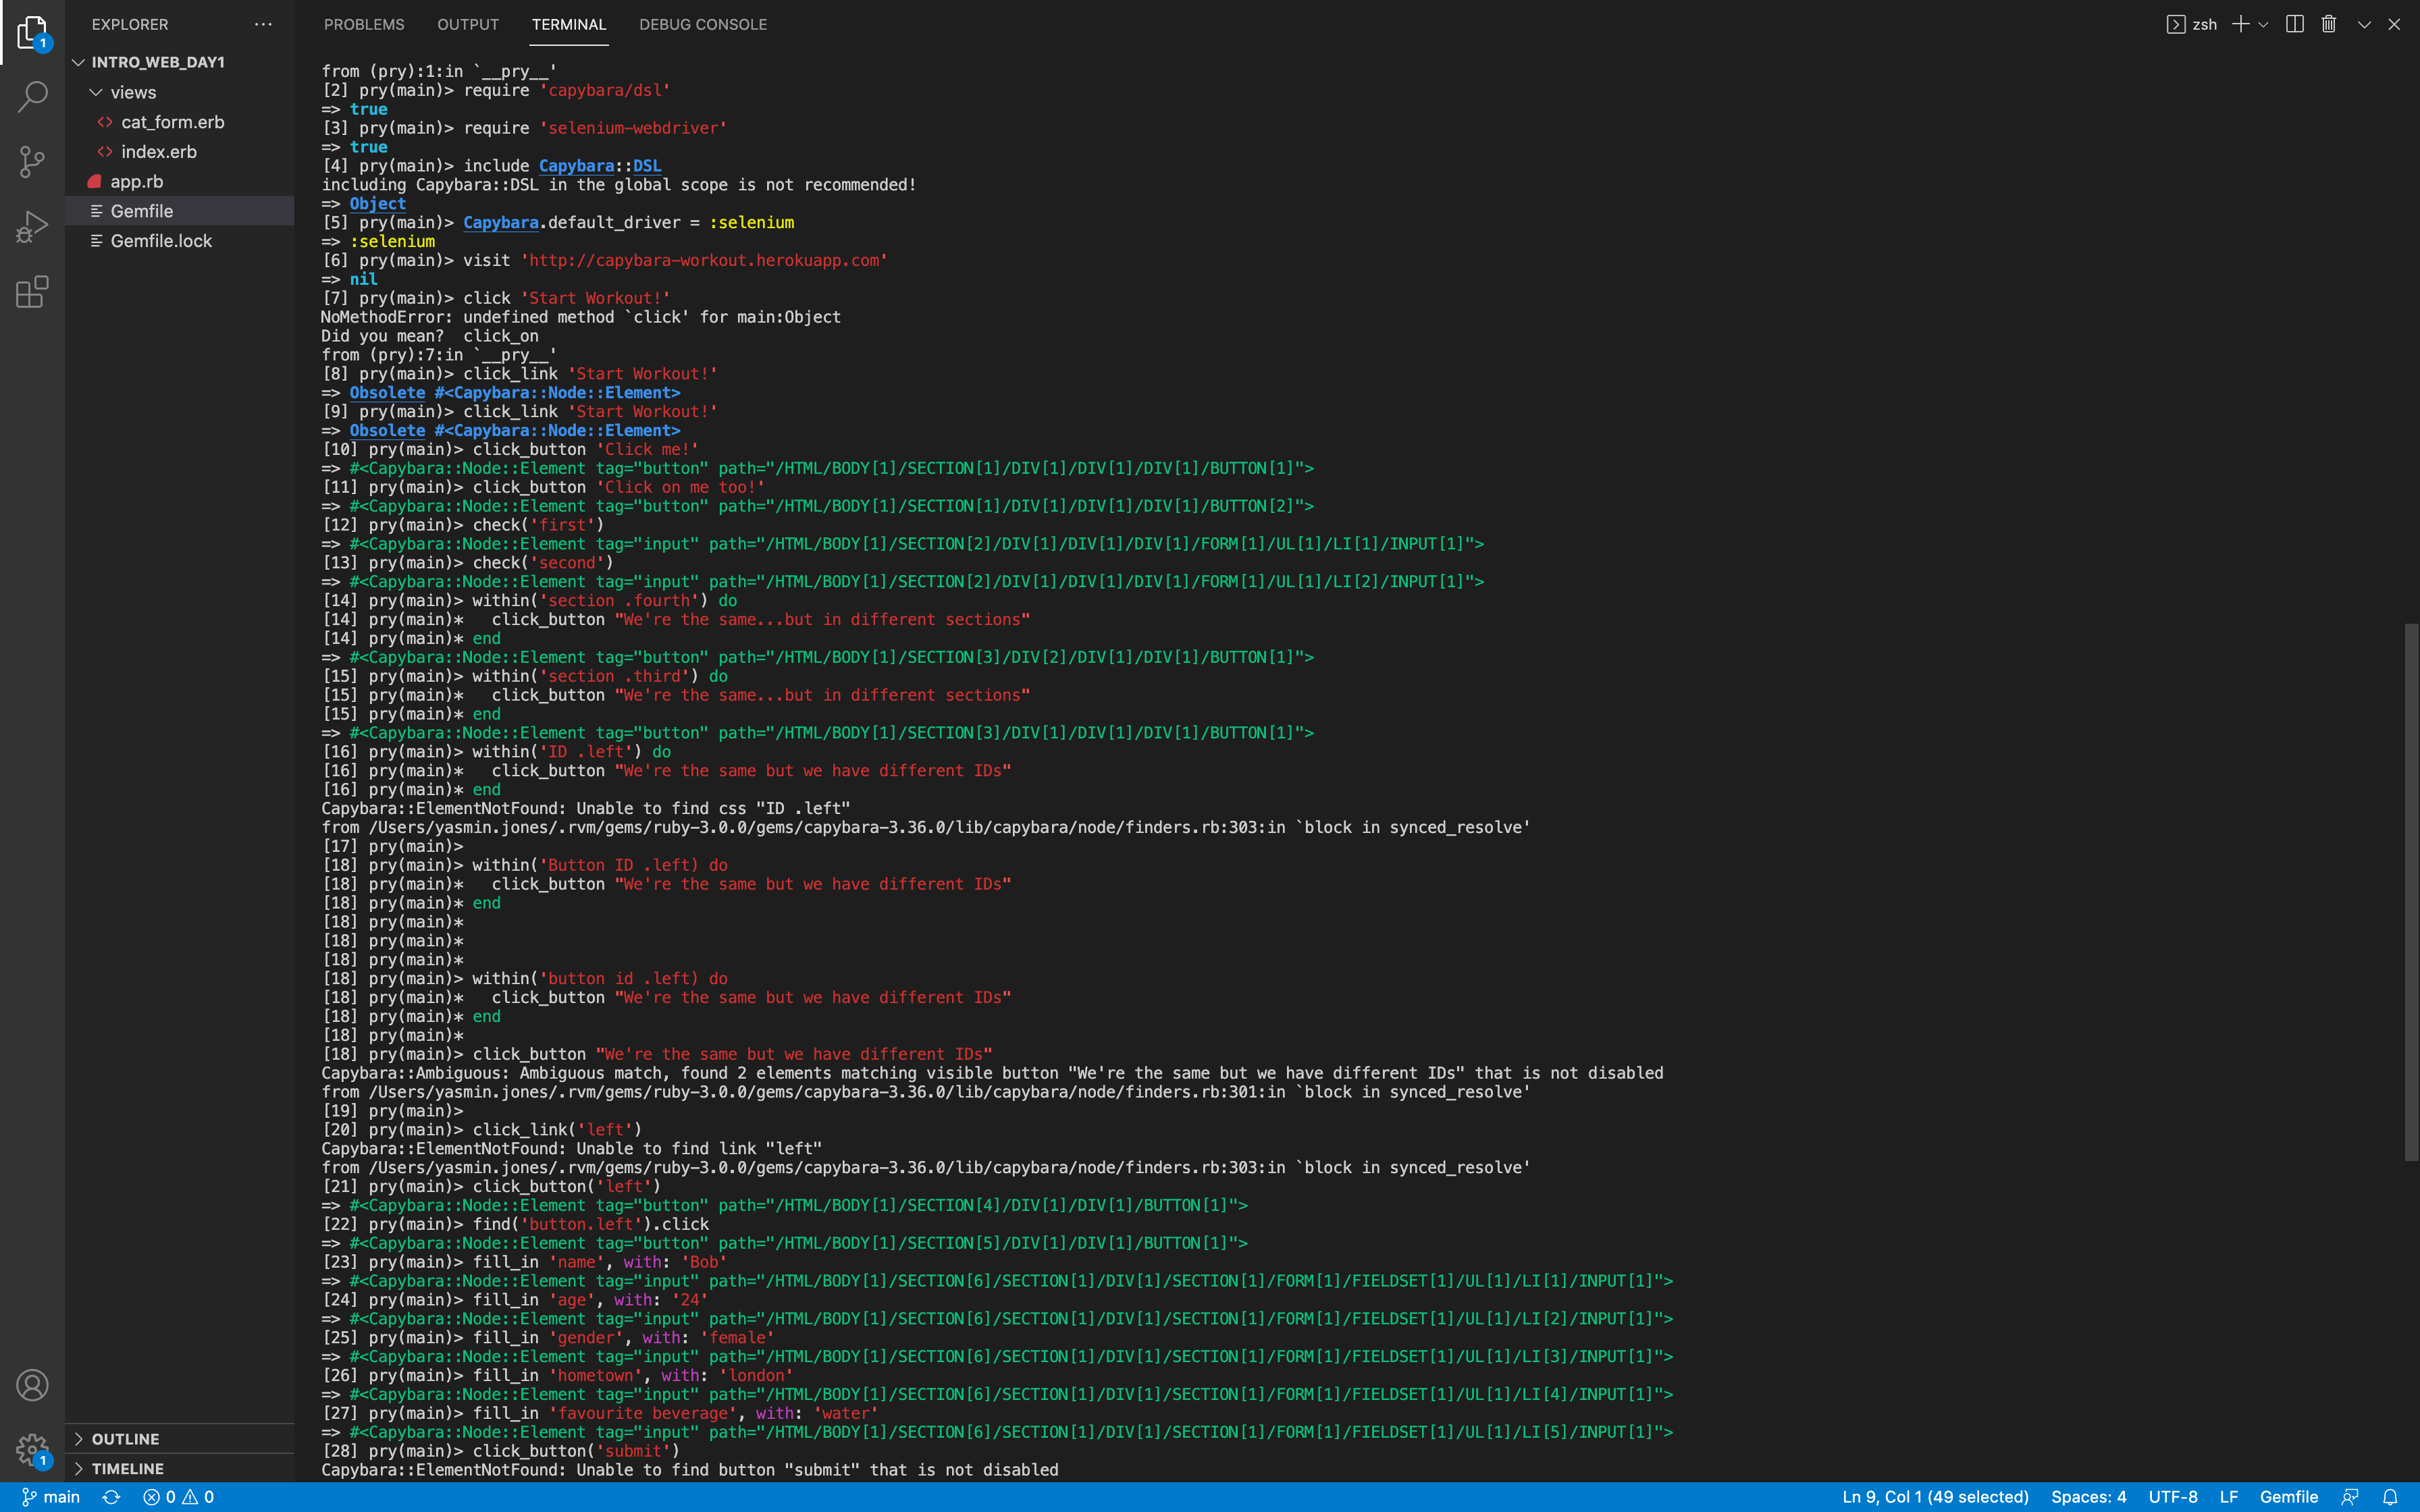 EXPLORER
INTRO_WEB_DAY1
views
cat_form.erb
index.erb
app.rb
Gemfile
Gemfile.lock
OUTLINE
TIMELINE
1
1
PROBLEMS OUTPUT TERMINAL DEBUG CONSOLE
zsh
from (pry):1:in `__pry__'
[2] pry(main)> require 'capybara/dsl'
=> true
[3] pry(main)> require 'selenium-webdriver'
=> true
[4] pry(main)> include Capybara::DSL
including Capybara::DSL in the global scope is not recommended!
=> Object
[5] pry(main)> Capybara.default_driver = :selenium
=> :selenium
[6] pry(main)> visit 'http://capybara-workout.herokuapp.com'
=> nil
[7] pry(main)> click 'Start Workout!'
NoMethodError: undefined method `click' for main:Object
Did you mean?  click_on
from (pry):7:in `__pry__'
[8] pry(main)> click_link 'Start Workout!'
=> Obsolete #<Capybara::Node::Element>
[9] pry(main)> click_link 'Start Workout!'
=> Obsolete #<Capybara::Node::Element>
[10] pry(main)> click_button 'Click me!'
=> #<Capybara::Node::Element tag="button" path="/HTML/BODY[1]/SECTION[1]/DIV[1]/DIV[1]/DIV[1]/BUTTON[1]">
[11] pry(main)> click_button 'Click on me too!'
=> #<Capybara::Node::Element tag="button" path="/HTML/BODY[1]/SECTION[1]/DIV[1]/DIV[1]/DIV[1]/BUTTON[2]">
[12] pry(main)> check('first')
=> #<Capybara::Node::Element tag="input" path="/HTML/BODY[1]/SECTION[2]/DIV[1]/DIV[1]/DIV[1]/FORM[1]/UL[1]/LI[1]/INPUT[1]">
[13] pry(main)> check('second')
=> #<Capybara::Node::Element tag="input" path="/HTML/BODY[1]/SECTION[2]/DIV[1]/DIV[1]/DIV[1]/FORM[1]/UL[1]/LI[2]/INPUT[1]">
[14] pry(main)> within('section .fourth') do
[14] pry(main)*   click_button "We're the same...but in different sections"
[14] pry(main)* end
=> #<Capybara::Node::Element tag="button" path="/HTML/BODY[1]/SECTION[3]/DIV[2]/DIV[1]/DIV[1]/BUTTON[1]">
[15] pry(main)> within('section .third') do
[15] pry(main)*   click_button "We're the same...but in different sections"
[15] pry(main)* end
=> #<Capybara::Node::Element tag="button" path="/HTML/BODY[1]/SECTION[3]/DIV[1]/DIV[1]/DIV[1]/BUTTON[1]">
[16] pry(main)> within('ID .left') do
[16] pry(main)*   click_button "We're the same but we have different IDs"
[16] pry(main)* end
Capybara::ElementNotFound: Unable to find css "ID .left"
from /Users/yasmin.jones/.rvm/gems/ruby-3.0.0/gems/capybara-3.36.0/lib/capybara/node/finders.rb:303:in `block in synced_resolve'
[17] pry(main)>
[18] pry(main)> within('Button ID .left) do
[18] pry(main)*   click_button "We're the same but we have different IDs"
[18] pry(main)* end
[18] pry(main)*
[18] pry(main)*
[18] pry(main)*
[18] pry(main)> within('button id .left) do
[18] pry(main)*   click_button "We're the same but we have different IDs"
[18] pry(main)* end
[18] pry(main)*
[18] pry(main)> click_button "We're the same but we have different IDs"
Capybara::Ambiguous: Ambiguous match, found 2 elements matching visible button "We're the same but we have different IDs" that is not disabled
from /Users/yasmin.jones/.rvm/gems/ruby-3.0.0/gems/capybara-3.36.0/lib/capybara/node/finders.rb:301:in `block in synced_resolve'
[19] pry(main)>
[20] pry(main)> click_link('left')
Capybara::ElementNotFound: Unable to find link "left"
from /Users/yasmin.jones/.rvm/gems/ruby-3.0.0/gems/capybara-3.36.0/lib/capybara/node/finders.rb:303:in `block in synced_resolve'
[21] pry(main)> click_button('left')
=> #<Capybara::Node::Element tag="button" path="/HTML/BODY[1]/SECTION[4]/DIV[1]/DIV[1]/BUTTON[1]">
[22] pry(main)> find('button.left').click
=> #<Capybara::Node::Element tag="button" path="/HTML/BODY[1]/SECTION[5]/DIV[1]/DIV[1]/BUTTON[1]">
[23] pry(main)> fill_in 'name', with: 'Bob'
=> #<Capybara::Node::Element tag="input" path="/HTML/BODY[1]/SECTION[6]/SECTION[1]/DIV[1]/SECTION[1]/FORM[1]/FIELDSET[1]/UL[1]/LI[1]/INPUT[1]">
[24] pry(main)> fill_in 'age', with: '24'
=> #<Capybara::Node::Element tag="input" path="/HTML/BODY[1]/SECTION[6]/SECTION[1]/DIV[1]/SECTION[1]/FORM[1]/FIELDSET[1]/UL[1]/LI[2]/INPUT[1]">
[25] pry(main)> fill_in 'gender', with: 'female'
=> #<Capybara::Node::Element tag="input" path="/HTML/BODY[1]/SECTION[6]/SECTION[1]/DIV[1]/SECTION[1]/FORM[1]/FIELDSET[1]/UL[1]/LI[3]/INPUT[1]">
[26] pry(main)> fill_in 'hometown', with: 'london'
=> #<Capybara::Node::Element tag="input" path="/HTML/BODY[1]/SECTION[6]/SECTION[1]/DIV[1]/SECTION[1]/FORM[1]/FIELDSET[1]/UL[1]/LI[4]/INPUT[1]">
[27] pry(main)> fill_in 'favourite beverage', with: 'water'
=> #<Capybara::Node::Element tag="input" path="/HTML/BODY[1]/SECTION[6]/SECTION[1]/DIV[1]/SECTION[1]/FORM[1]/FIELDSET[1]/UL[1]/LI[5]/INPUT[1]">
[28] pry(main)> click_button('submit')
Capybara::ElementNotFound: Unable to find button "submit" that is not disabled
main 0 0 Ln 9, Col 1 (49 selected) Spaces: 4 UTF-8 LF Gemfile